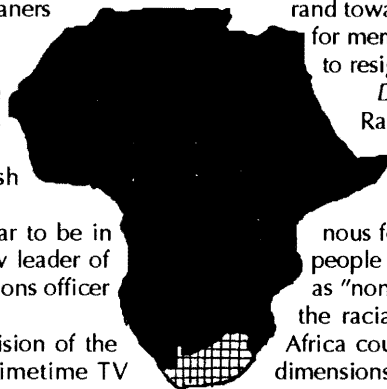 aners
sh
ar to be in
leader of
ons officer
ision of the
imetime TV
rand towa
for mer
to resig
D
Ra
nous fo
people
as "non
the racia
Africa cou
dimensions